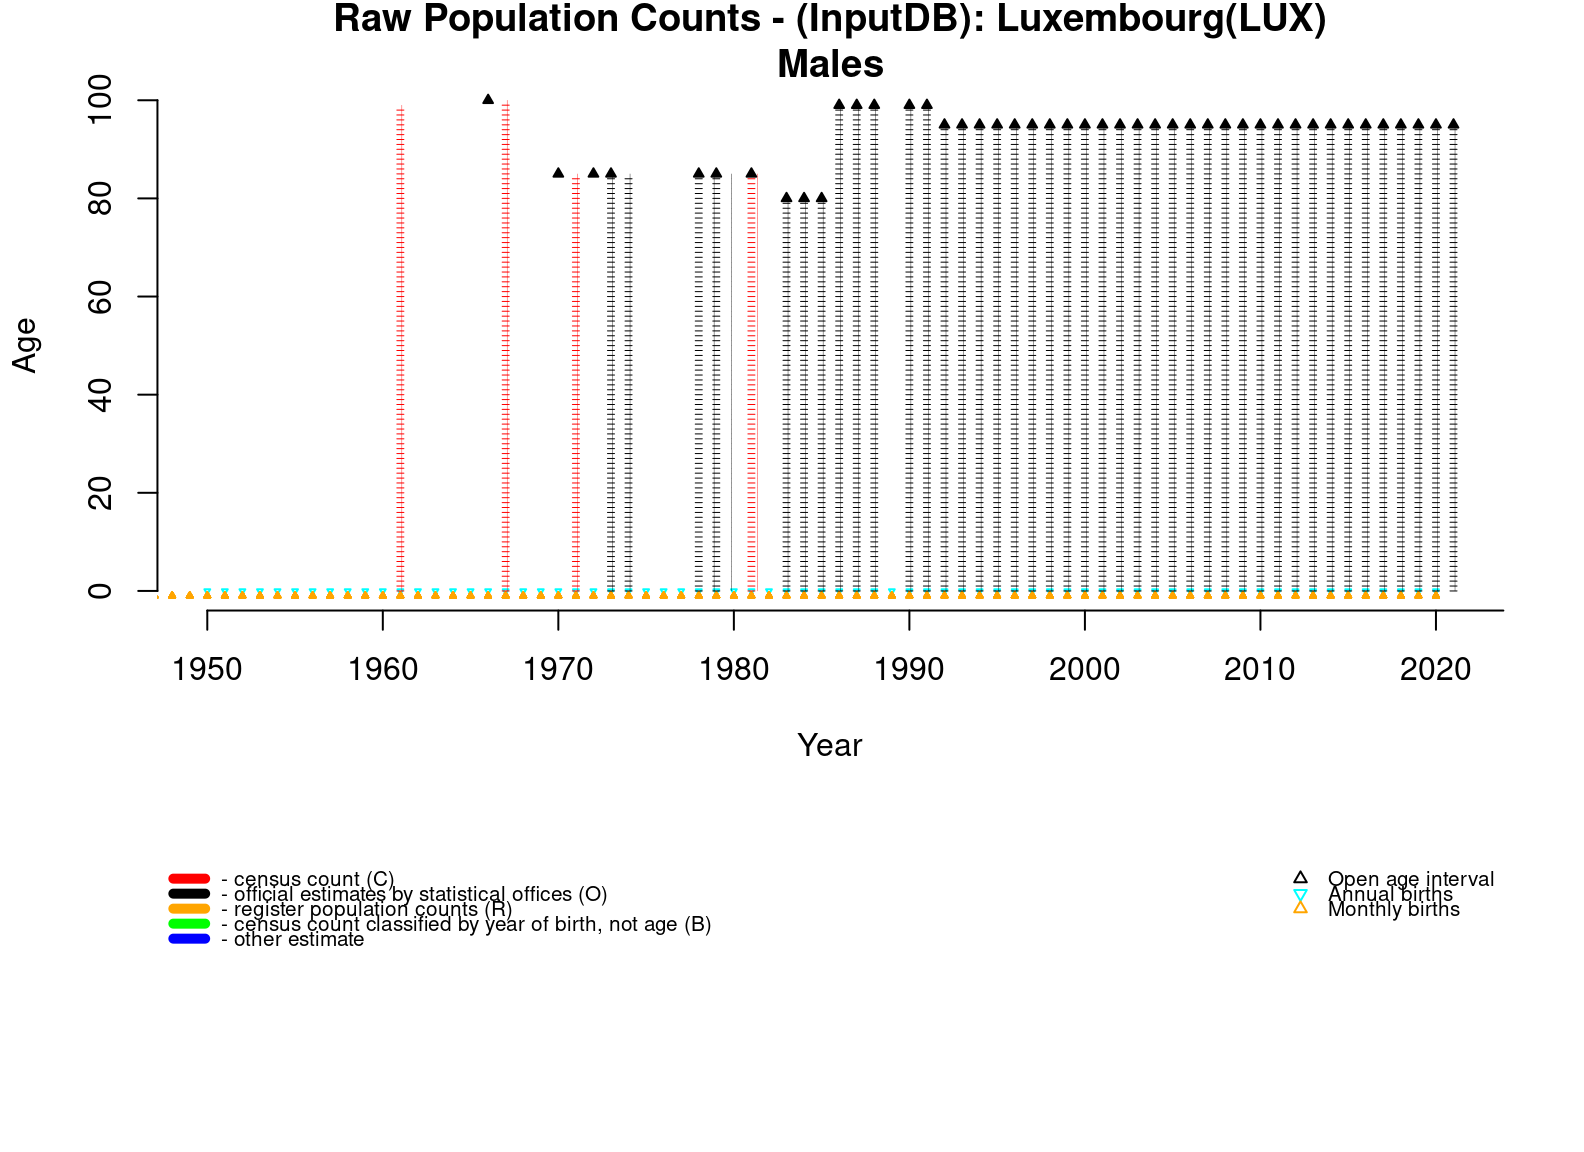 Raw Population Counts - (InputDB): Luxembourg(LUX)
Males
Age
100
80
60
40
20
0
1950 1960 1970 1980 1990 2000 2010 2020
Year
- census count (C)
- official estimates by statistical offices (O)
- register population counts (R)
- census count classified by year of birth, not age (B)
- other estimate
Open age interval
Annual births
Monthly births